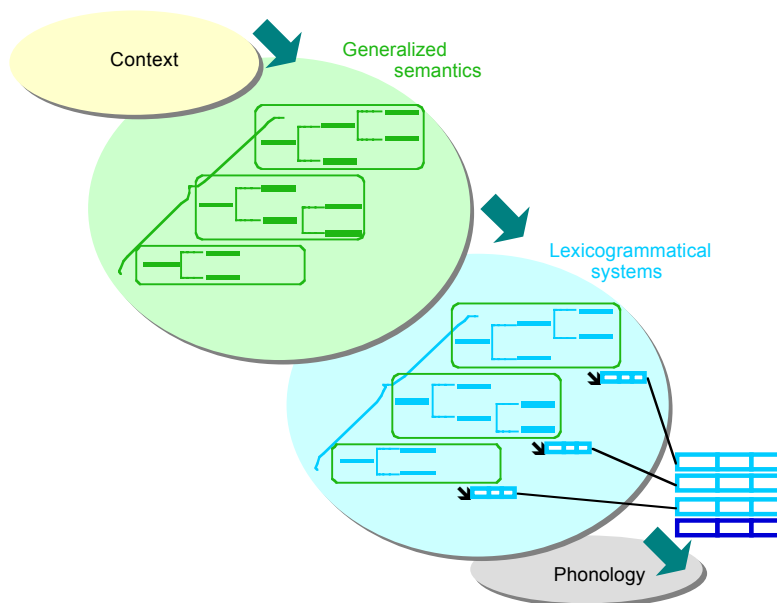 Context
Generalized
semantics
Lexicogrammatical
systems
Phonology